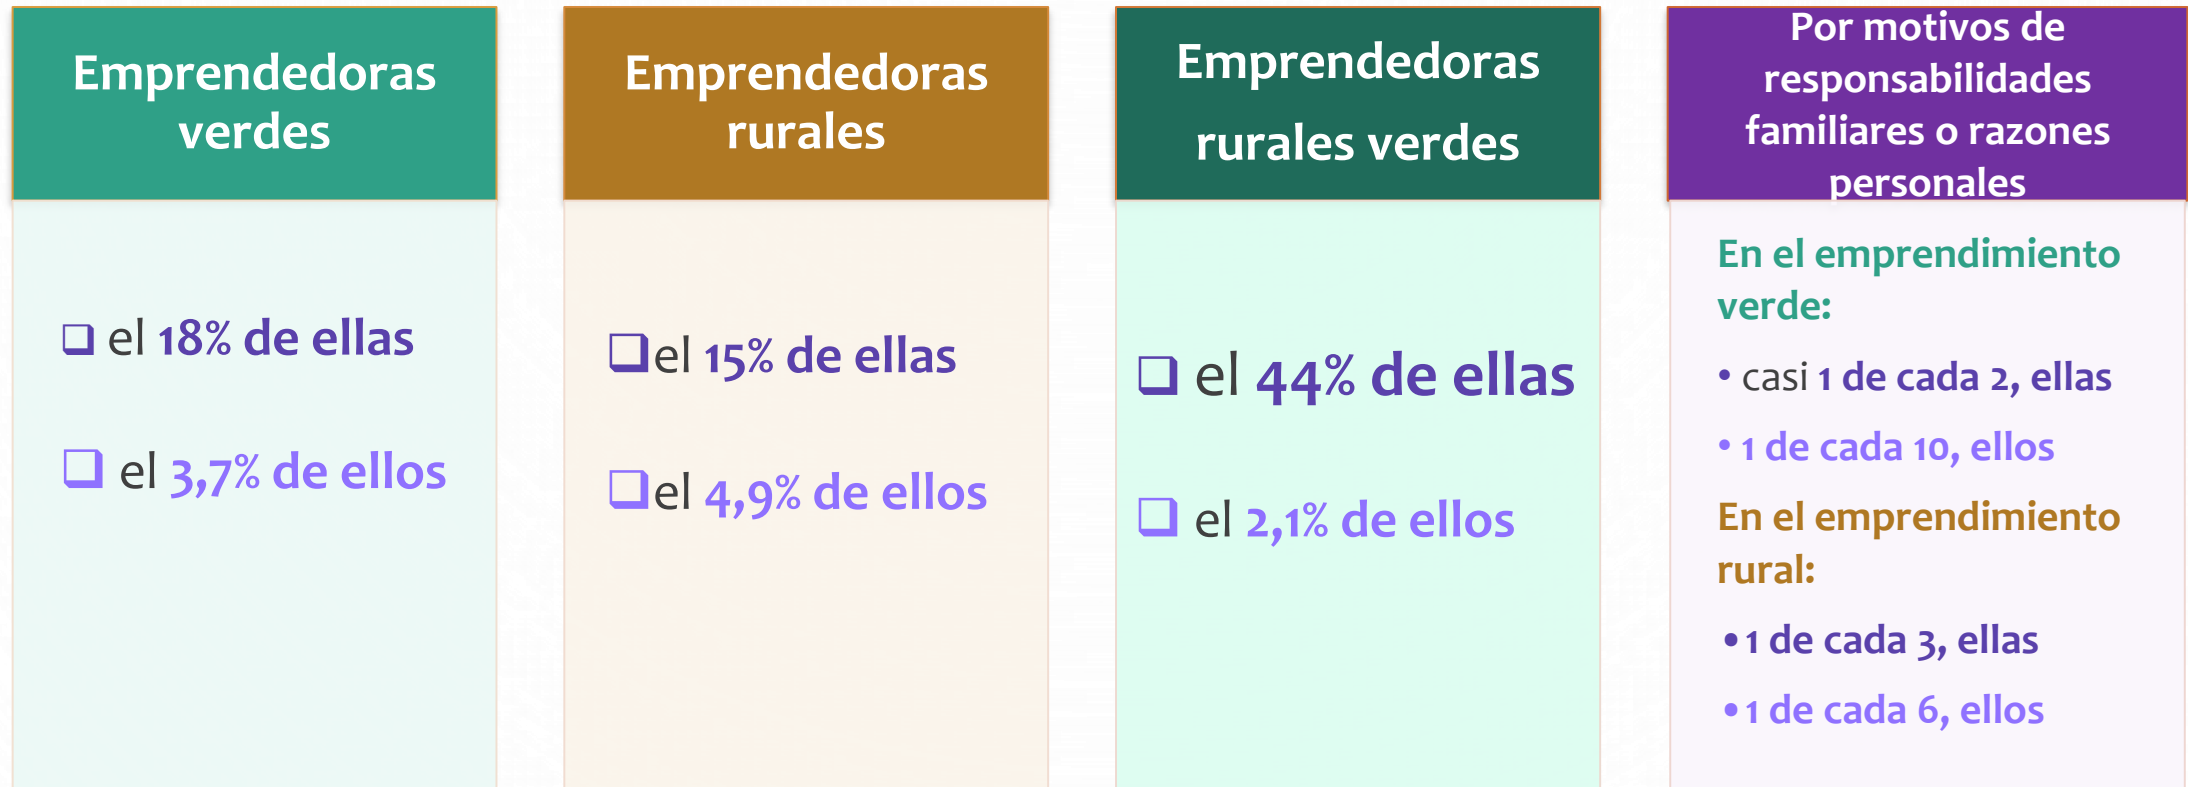 Emprendedoras
verdes
❑ el 18% de ellas
❑ el 3,7% de ellos
Emprendedoras
rurales
❑el 15% de ellas
❑el 4,9% de ellos
Emprendedoras
rurales verdes
❑ el 44% de ellas
❑ el 2,1% de ellos
Por motivos de
responsabilidades
familiares o razones
personales
En el emprendimiento
verde:
• casi 1 de cada 2, ellas
• 1 de cada 10, ellos
En el emprendimiento
rural:
•1 de cada 3, ellas
•1 de cada 6, ellos